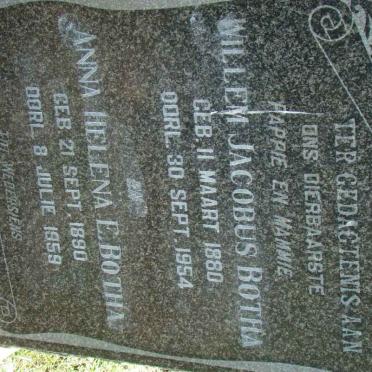 TER GEDAGTENIS AAN
ONS DIERBAARSTE
PAPPIE EN MAMMIE
WILLEM JACOBUS BOTHA
GEB. 11 MAART 1880
OORL. 30 SEPT. 1954
EN
ANNA HELENA E. BOTHA
GEB. 21 SEPT. 1890
OORL. 8 JULIE 1959